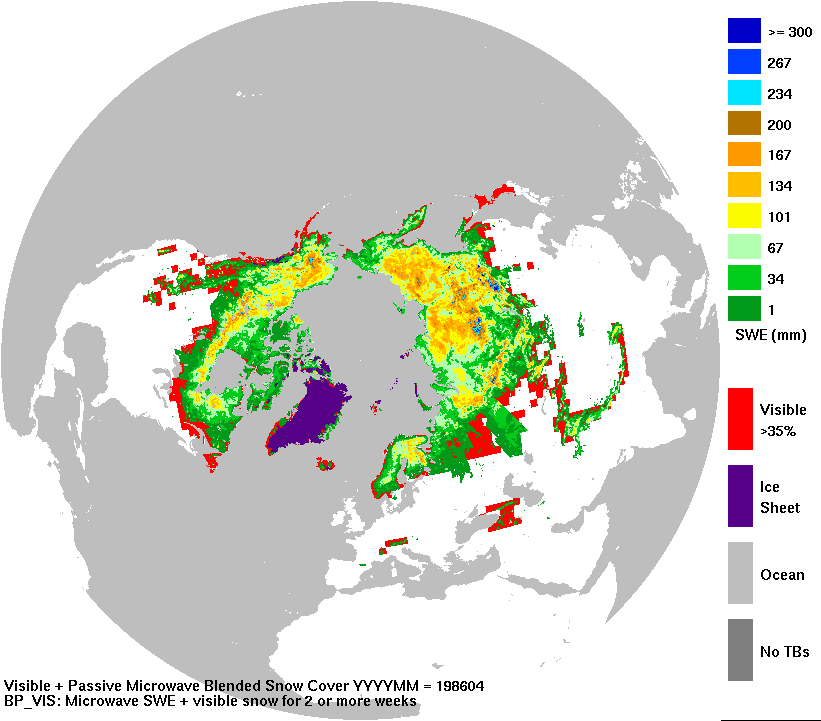 >= 300
267
234
200
167
134
101
67
34
1
SWE (mm)
Visible
>35%
Ice
Sheet
Ocean
No TBs
Visible + Passive Microwave Blended Snow Cover YYYYMM = 198604
BP_VIS: Microwave SWE + visible snow for 2 or more weeks